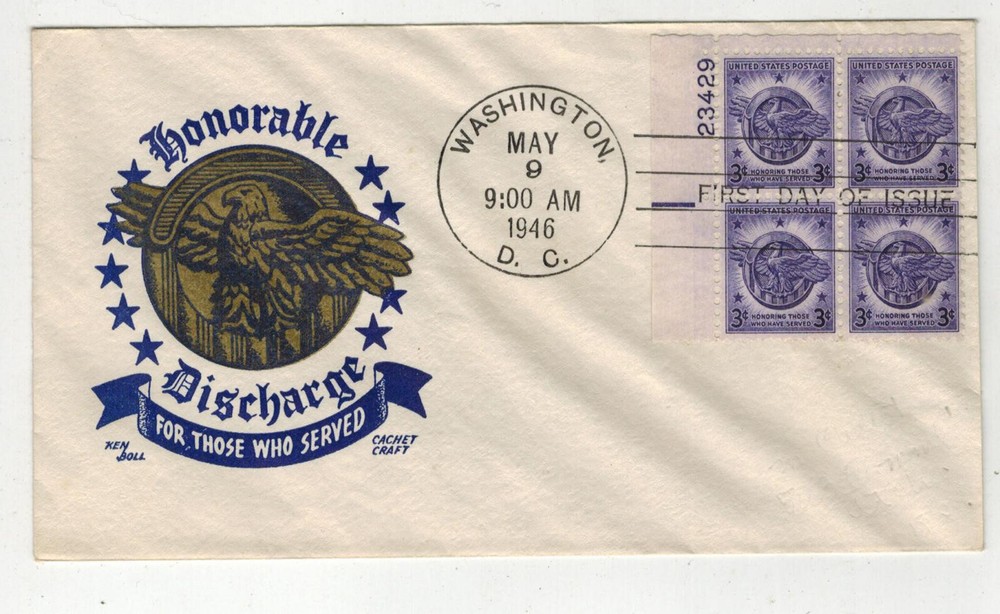 Honorable
Discharge
FOR THOSE WHO SERVED
KEN
BOLL
CACHET
CRAFT
WASHINGTON,
MAY
9
9:00 AM
1946
D. C.
23429
UNITED STATES POSTAGE
3¢ HONORING THOSE
WHO HAVE SERVED 3¢
UNITED STATES POSTAGE
3¢ HONORING THOSE
WHO HAVE SERVED 3¢
FIRST DAY OF ISSUE
UNITED STATES POSTAGE
3¢ HONORING THOSE
WHO HAVE SERVED 3¢
UNITED STATES POSTAGE
3¢ HONORING THOSE
WHO HAVE SERVED 3¢